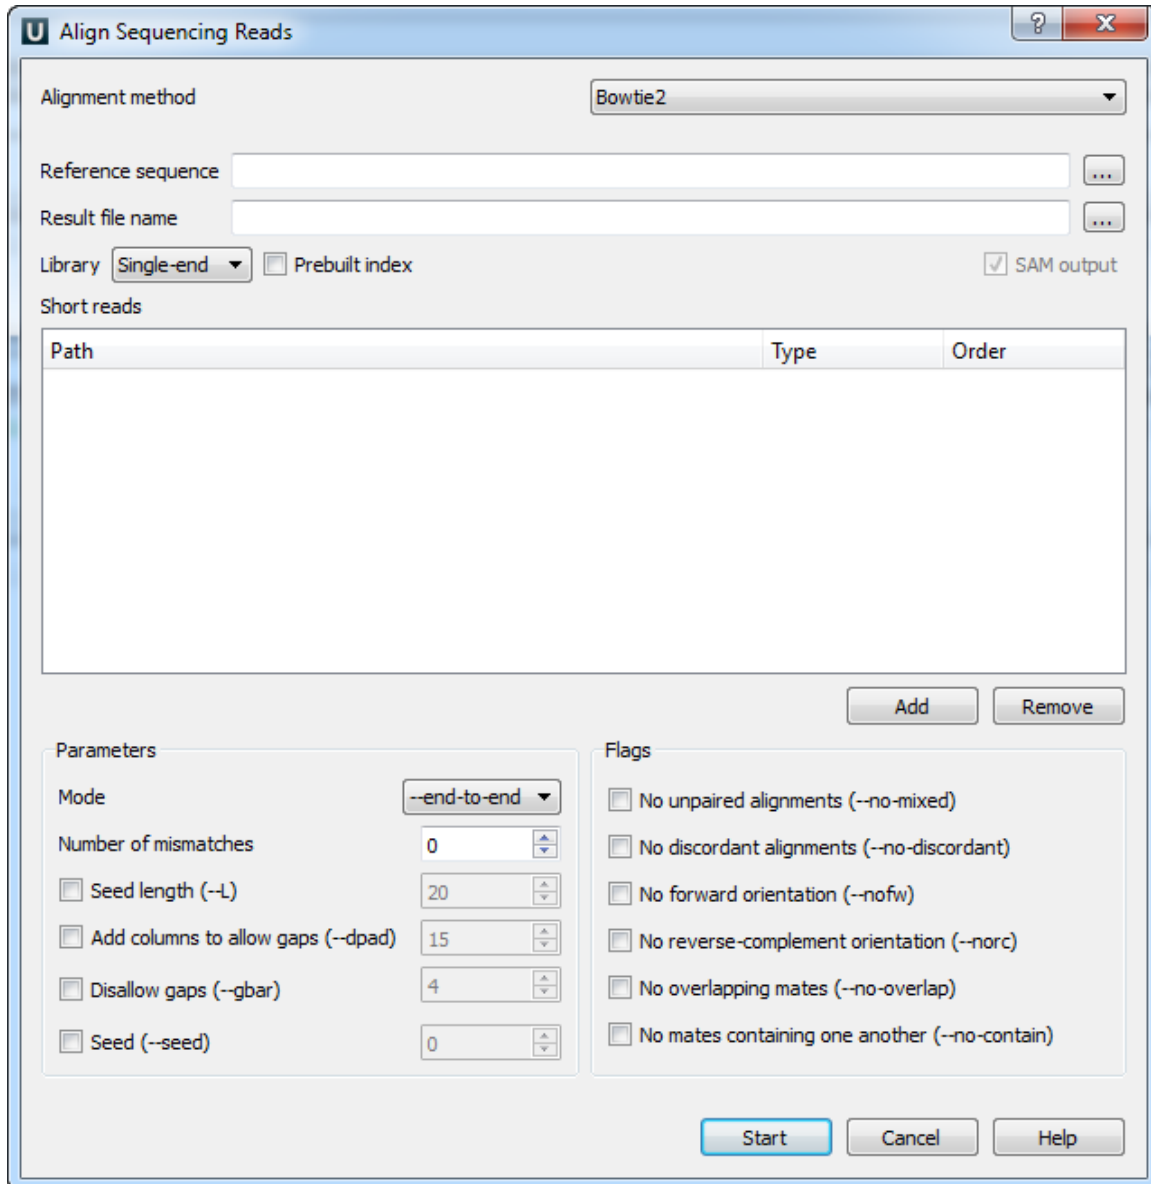 U Align Sequencing Reads ? X
Alignment method Bowtie2
Reference sequence ...
Result file name ...
Library Single-end Prebuilt index SAM output
Short reads
Path Type Order
Add Remove
Parameters Flags
Mode --end-to-end No unpaired alignments (--no-mixed)
Number of mismatches 0 No discordant alignments (--no-discordant)
Seed length (--L) 20 No forward orientation (--nofw)
Add columns to allow gaps (--dpad) 15 No reverse-complement orientation (--norc)
Disallow gaps (--gbar) 4 No overlapping mates (--no-overlap)
Seed (--seed) 0 No mates containing one another (--no-contain)
Start Cancel Help